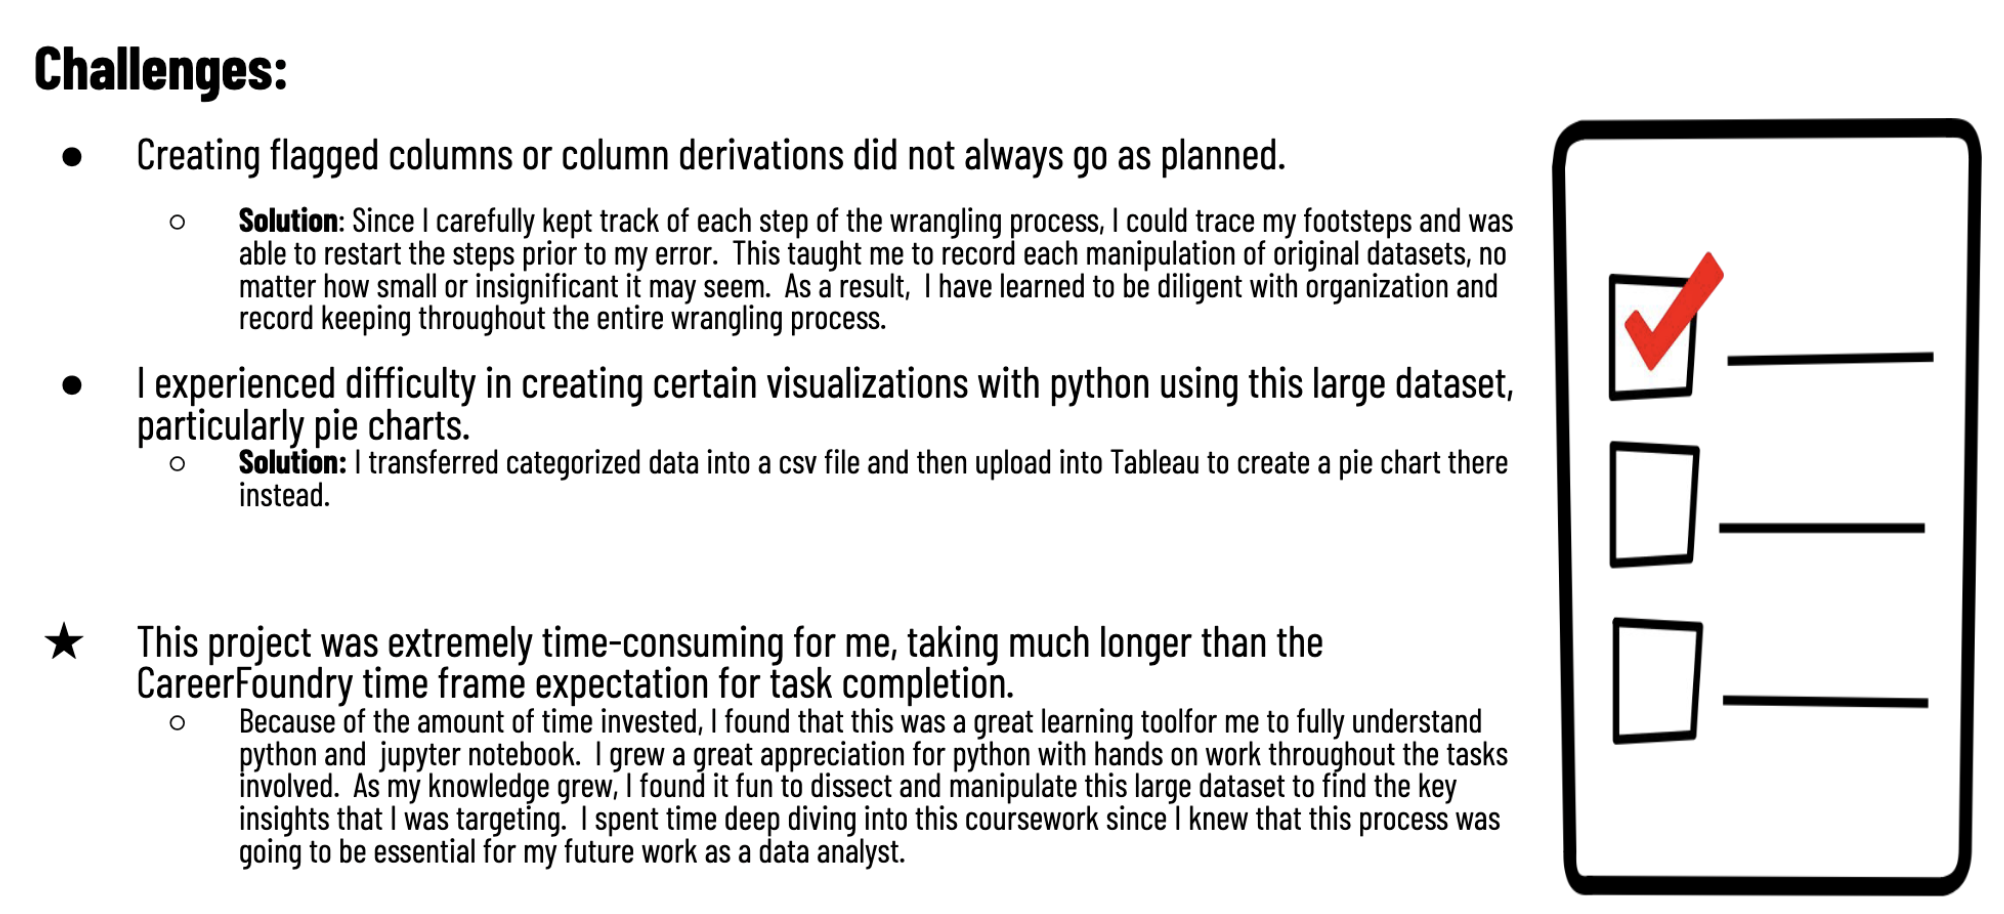 Challenges:
● Creating flagged columns or column derivations did not always go as planned.
○ Solution: Since I carefully kept track of each step of the wrangling process, I could trace my footsteps and was
able to restart the steps prior to my error.  This taught me to record each manipulation of original datasets, no
matter how small or insignificant it may seem.  As a result,  I have learned to be diligent with organization and
record keeping throughout the entire wrangling process.
● I experienced difficulty in creating certain visualizations with python using this large dataset,
particularly pie charts.
○ Solution: I transferred categorized data into a csv file and then upload into Tableau to create a pie chart there
instead.
★ This project was extremely time-consuming for me, taking much longer than the
CareerFoundry time frame expectation for task completion.
○ Because of the amount of time invested, I found that this was a great learning toolfor me to fully understand
python and  jupyter notebook.  I grew a great appreciation for python with hands on work throughout the tasks
involved.  As my knowledge grew, I found it fun to dissect and manipulate this large dataset to find the key
insights that I was targeting.  I spent time deep diving into this coursework since I knew that this process was
going to be essential for my future work as a data analyst.